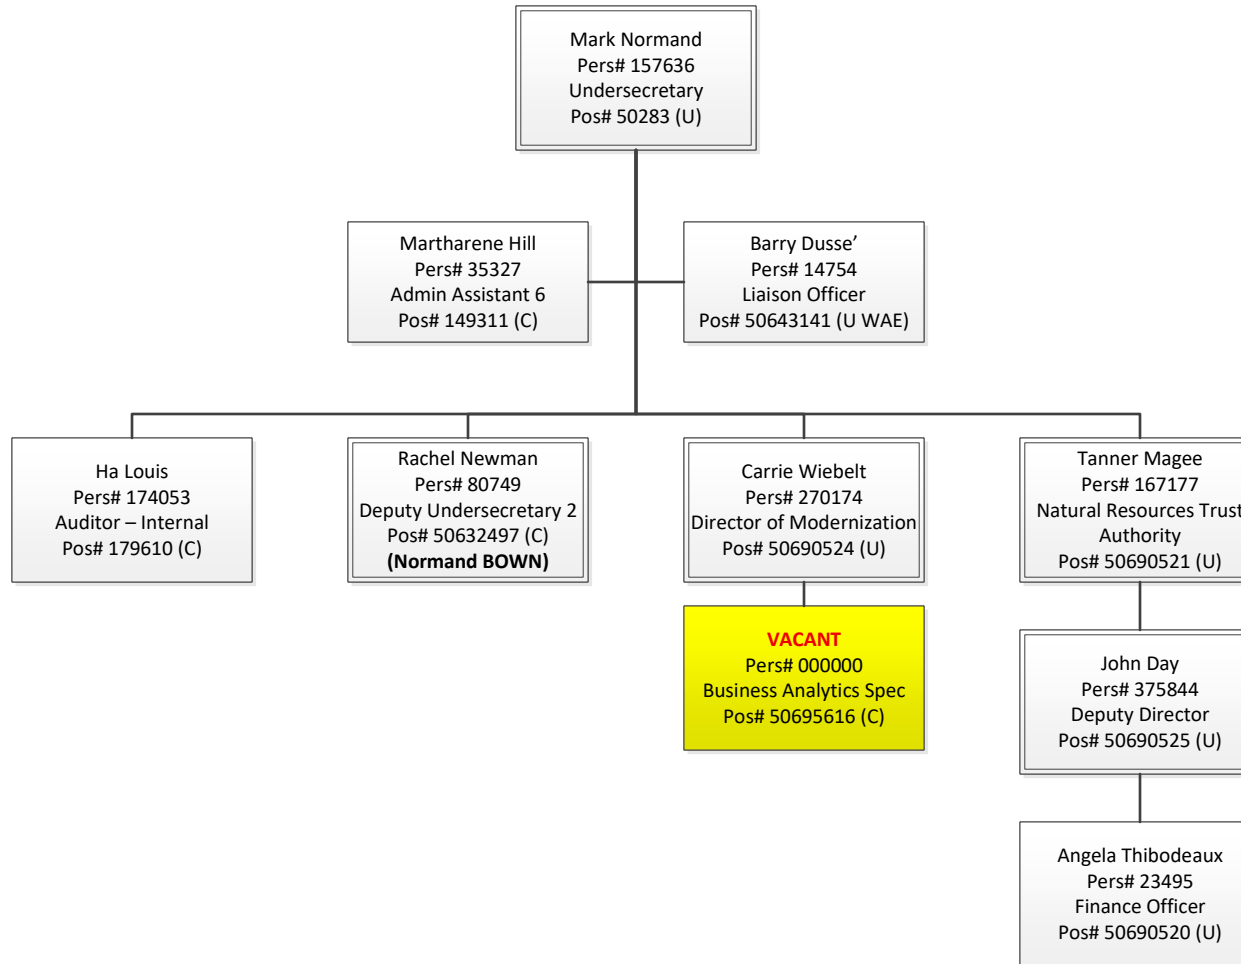 Mark Normand
Pers# 157636
Undersecretary
Pos# 50283 (U)
Martharene Hill
Pers# 35327
Admin Assistant 6
Pos# 149311 (C)
Barry Dusse’
Pers# 14754
Liaison Officer
Pos# 50643141 (U WAE)
Ha Louis
Pers# 174053
Auditor – Internal
Pos# 179610 (C)
Rachel Newman
Pers# 80749
Deputy Undersecretary 2
Pos# 50632497 (C)
(Normand BOWN)
Carrie Wiebelt
Pers# 270174
Director of Modernization
Pos# 50690524 (U)
Tanner Magee
Pers# 167177
Natural Resources Trust
Authority
Pos# 50690521 (U)
VACANT
Pers# 000000
Business Analytics Spec
Pos# 50695616 (C)
John Day
Pers# 375844
Deputy Director
Pos# 50690525 (U)
Angela Thibodeaux
Pers# 23495
Finance Officer
Pos# 50690520 (U)